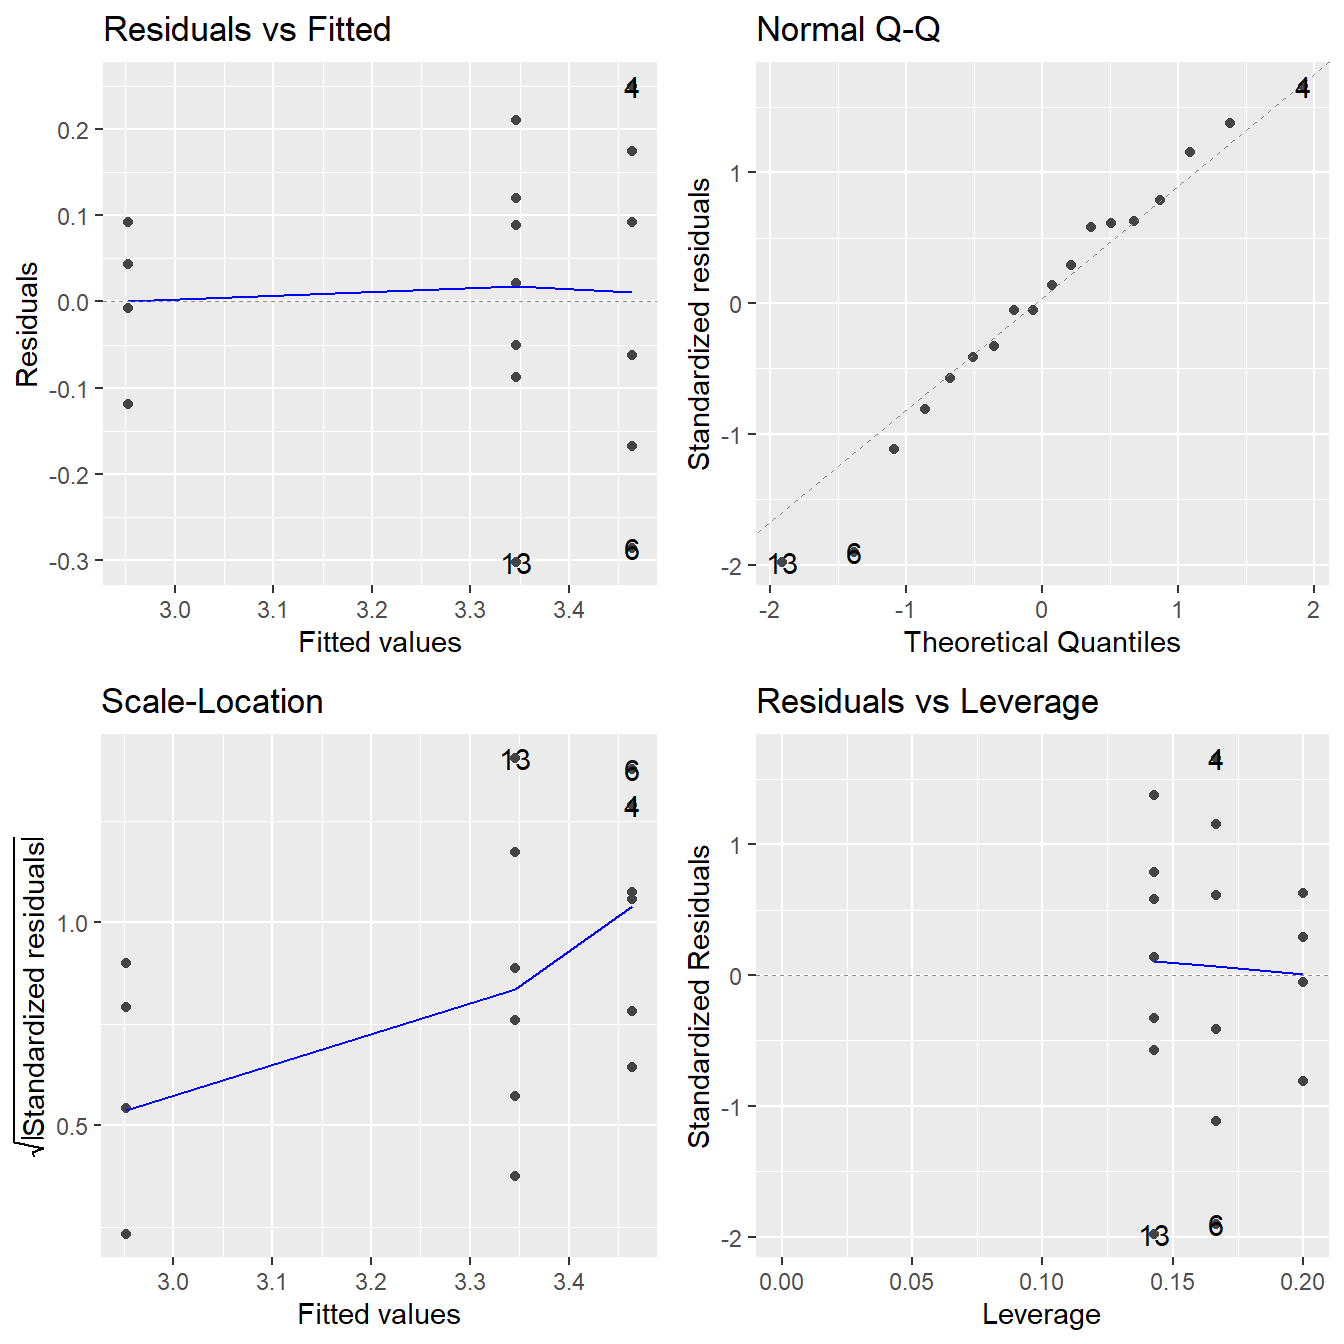 Residuals vs Fitted
Residuals
0.2
0.1
0.0
-0.1
-0.2
-0.3
4
13
6
3.0 3.1 3.2 3.3 3.4
Fitted values
Normal Q-Q
Standardized residuals
1
0
-1
-2
4
13
6
-2 -1 0 1 2
Theoretical Quantiles
Scale-Location
√|Standardized residuals|
1.0
0.5
13
6
4
3.0 3.1 3.2 3.3 3.4
Fitted values
Residuals vs Leverage
Standardized Residuals
1
0
-1
-2
4
13
6
0.00 0.05 0.10 0.15 0.20
Leverage